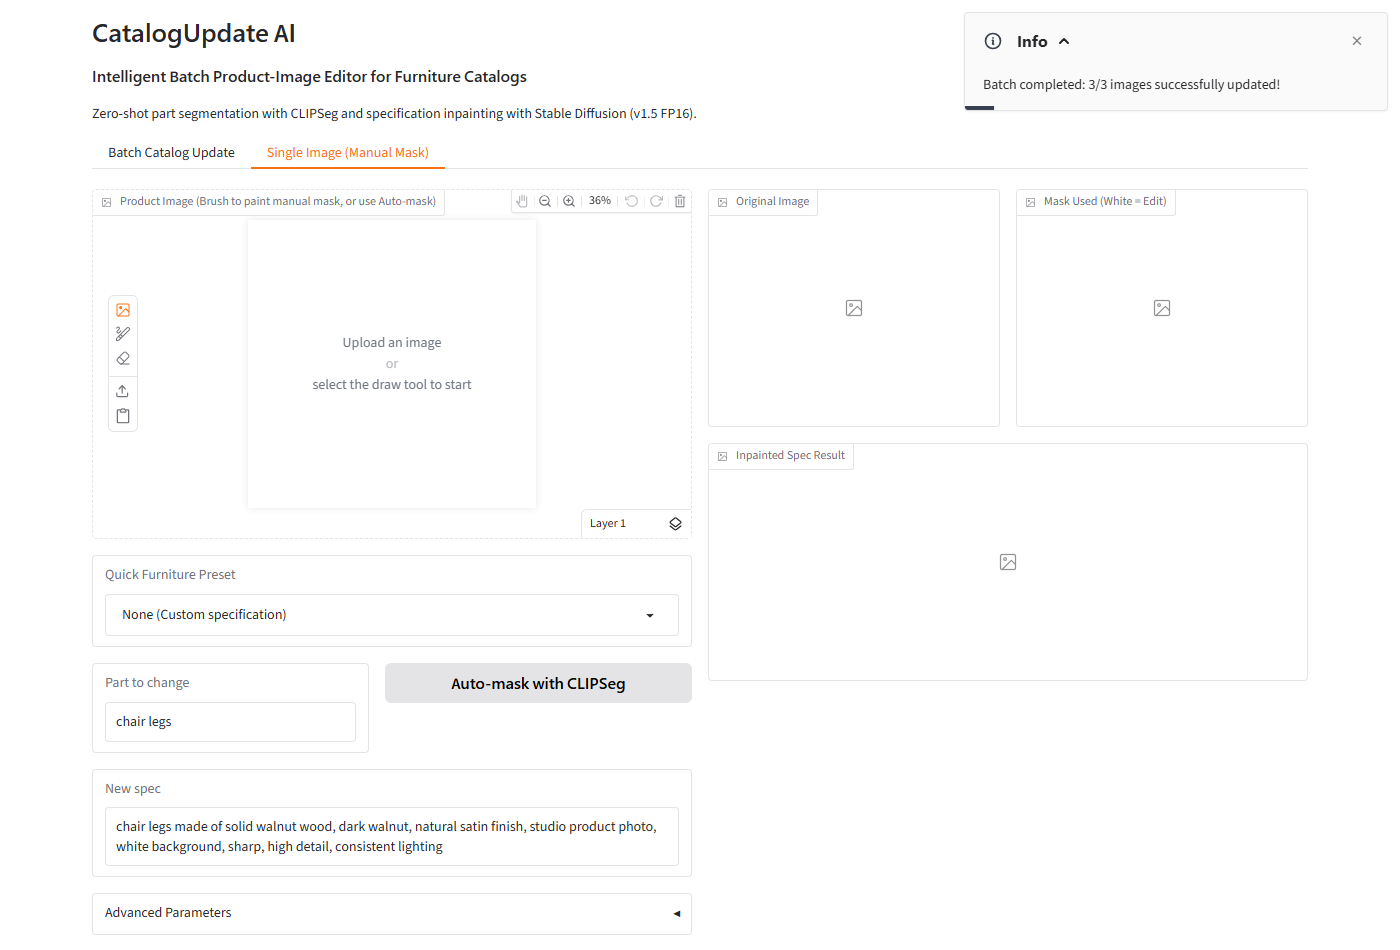 CatalogUpdate AI
Info
Intelligent Batch Product-Image Editor for Furniture Catalogs
Batch completed: 3/3 images successfully updated!
Zero-shot part segmentation with CLIPSeg and specification inpainting with Stable Diffusion (v1.5 FP16).
Batch Catalog Update
Single Image (Manual Mask)
Product Image (Brush to paint manual mask, or use Auto-mask)
36%
Original Image
Mask Used (White = Edit)
Upload an image
or
select the draw tool to start
Layer 1
Inpainted Spec Result
Quick Furniture Preset
None (Custom specification)
Part to change
chair legs
Auto-mask with CLIPSeg
New spec
chair legs made of solid walnut wood, dark walnut, natural satin finish, studio product photo,
white background, sharp, high detail, consistent lighting
Advanced Parameters